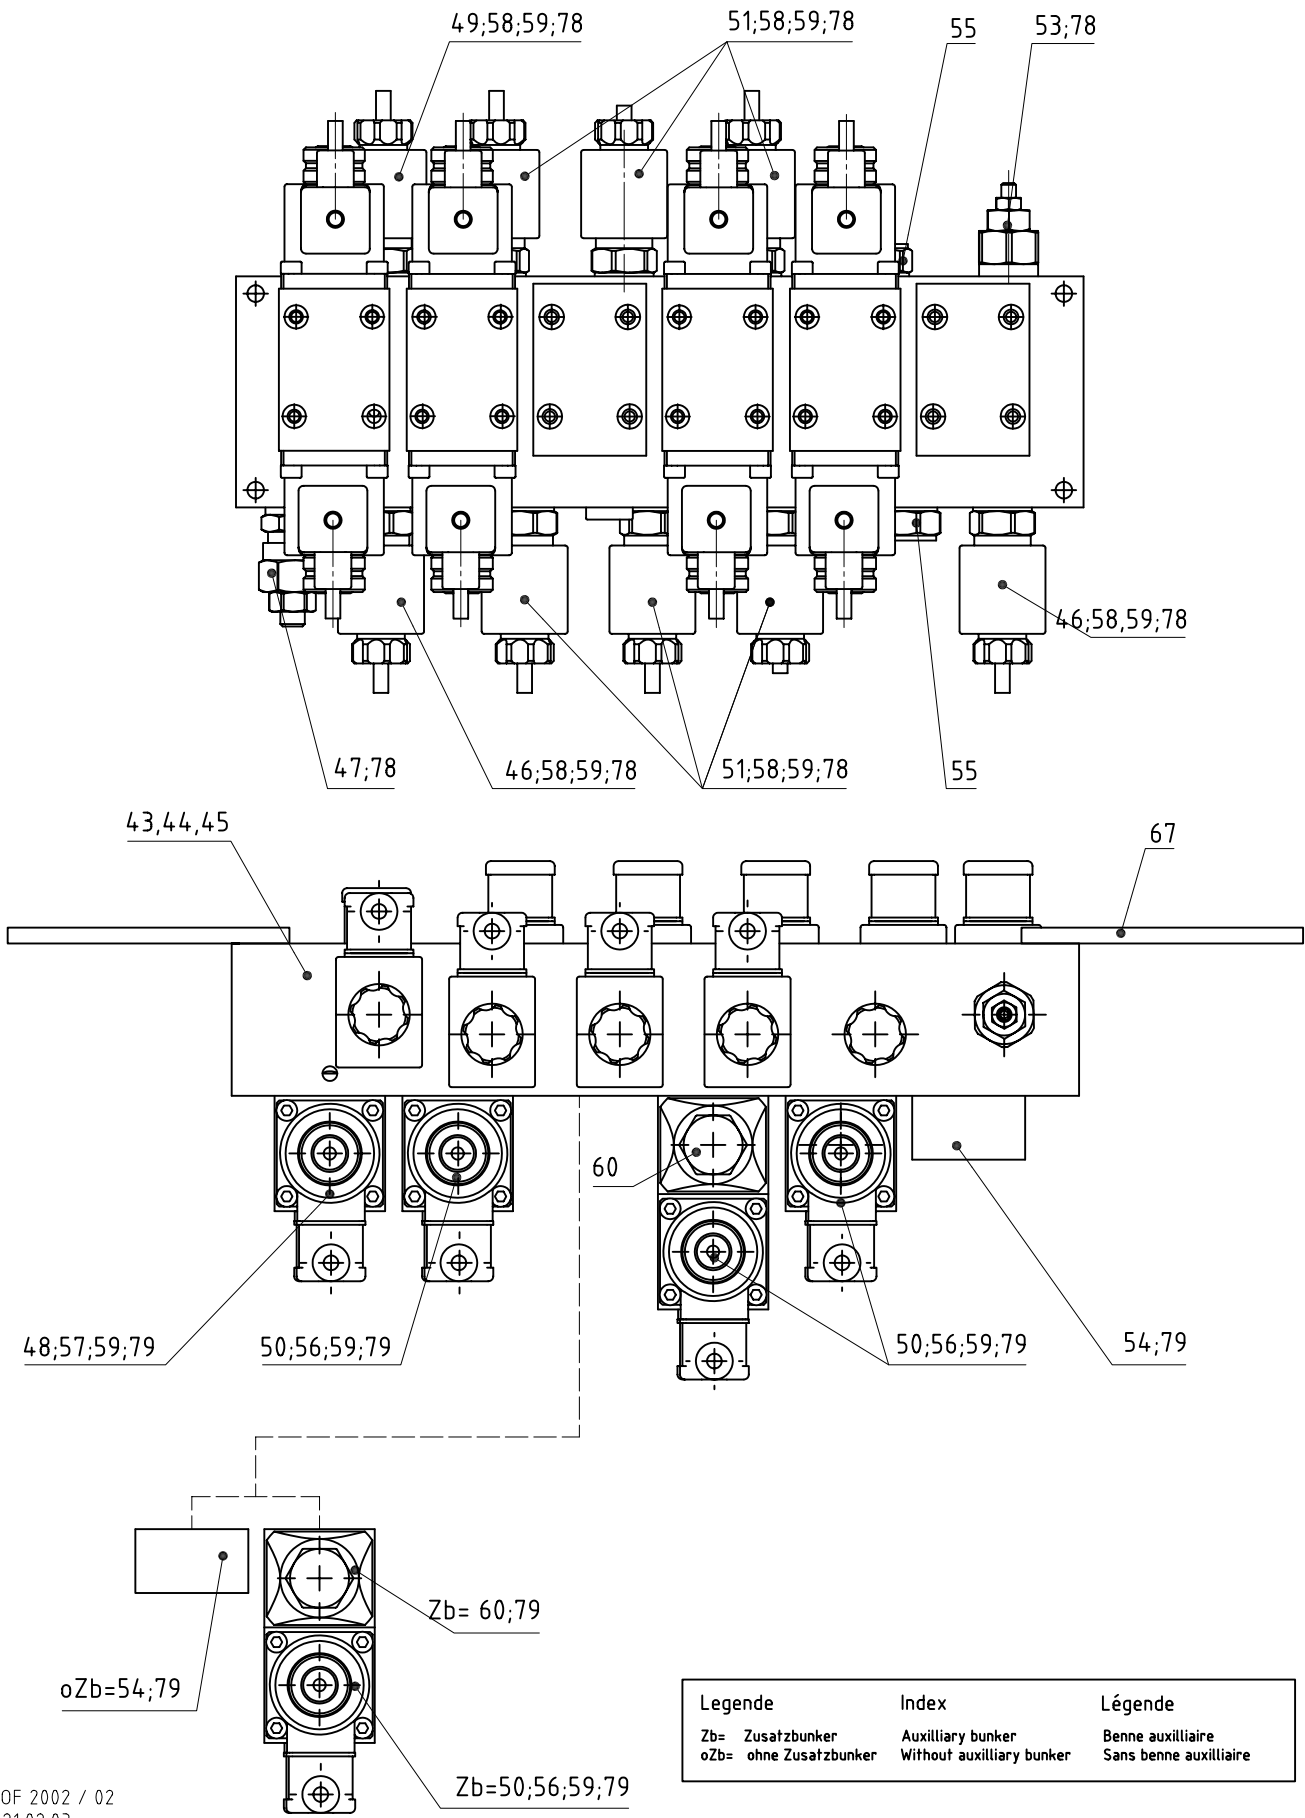 49;58;59;78
51;58;59;78
55
53;78
46;58,59;78
47;78
46;58;59;78
51;58;59;78
55
43,44,45
67
60
48;57;59;79
50;56;59;79
50;56;59;79
54;79
Zb= 60;79
oZb=54;79
Zb=50;56;59;79
Legende Index Légende
Zb= Zusatzbunker Auxilliary bunker Benne auxilliaire
oZb= ohne Zusatzbunker Without auxilliary bunker Sans benne auxilliaire
OF 2002 / 02